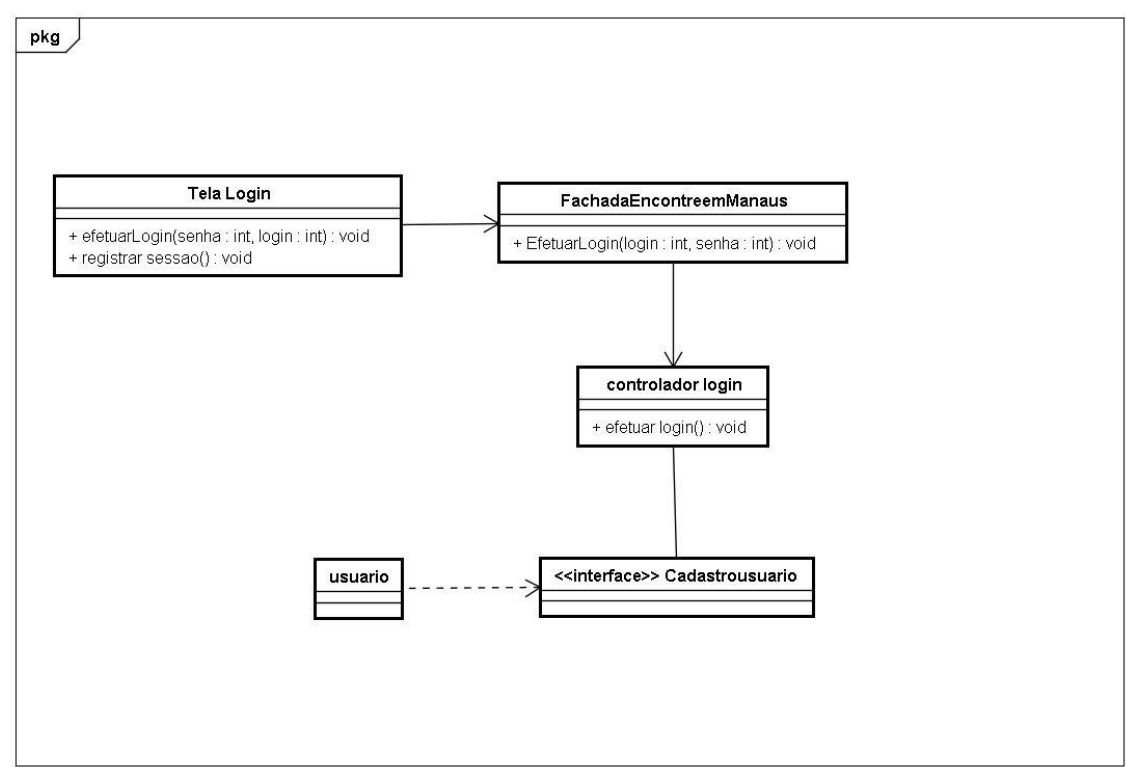 pkg
Tela Login
+ efetuarLogin(senha : int, login : int) : void
+ registrar sessao() : void
FachadaEncontreemManaus
+ EfetuarLogin(login : int, senha : int) : void
controlador login
+ efetuar login() : void
usuario
<<interface>> Cadastrousuario